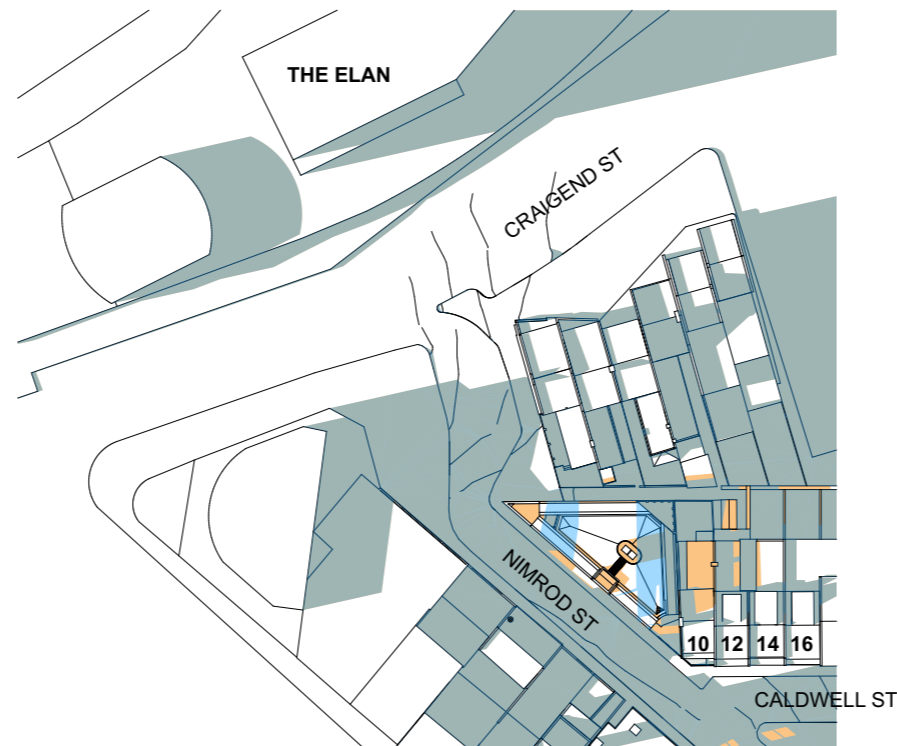 THE ELAN
CRAIGEND ST
NIMROD ST
10 12 14 16
CALDWELL ST